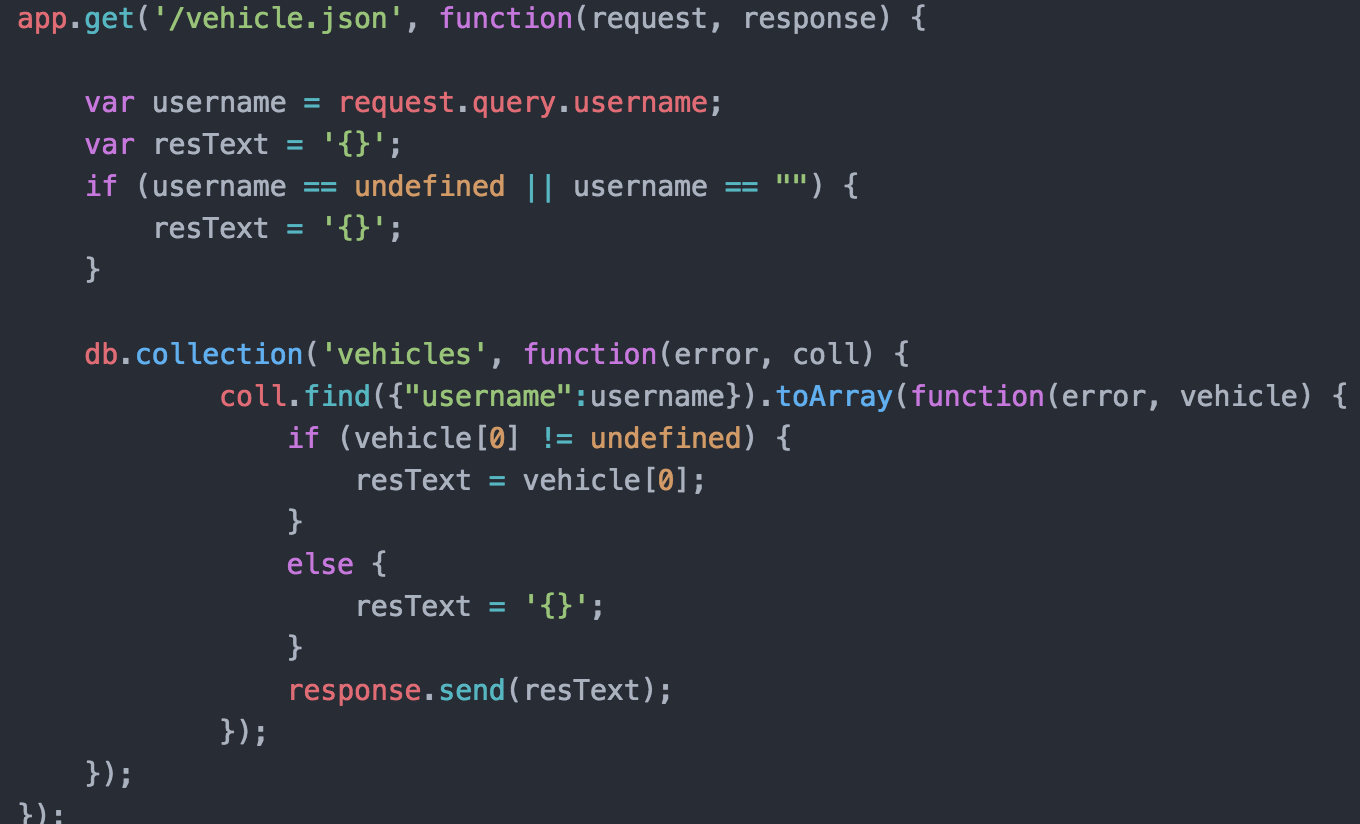 app.get('/vehicle.json', function(request, response) {
var username = request.query.username;
var resText = '{}';
if (username == undefined || username == "") {
resText = '{}';
}
db.collection('vehicles', function(error, coll) {
coll.find({"username":username}).toArray(function(error, vehicle) {
if (vehicle[0] != undefined) {
resText = vehicle[0];
}
else {
resText = '{}';
}
response.send(resText);
});
});
});